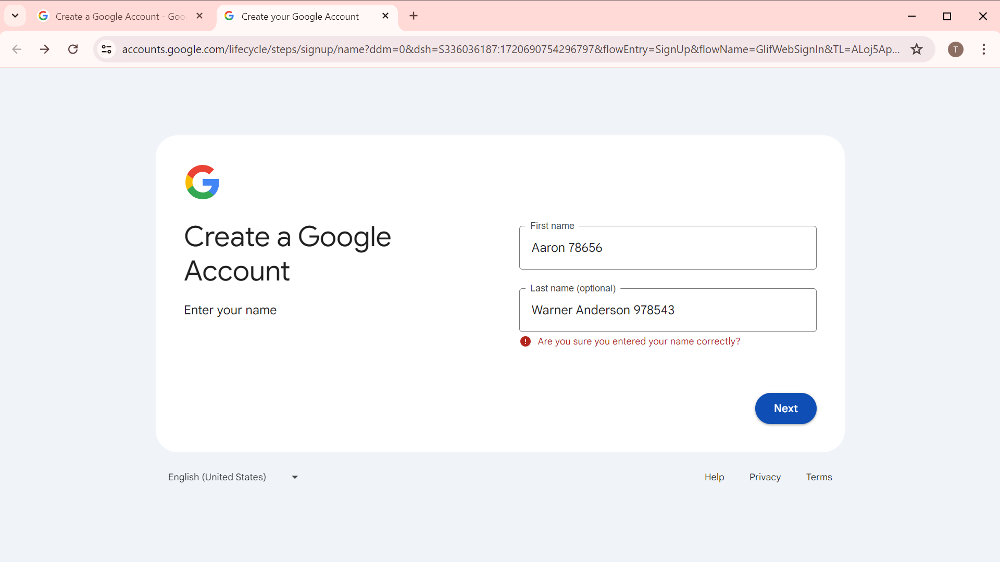 Create a Google Account - Goo
Create your Google Account
accounts.google.com/lifecycle/steps/signup/name?ddm=0&dsh=S336036187:1720690754296797&flowEntry=SignUp&flowName=GlifWebSignIn&TL=ALoj5Ap...
T
Create a Google
Account
Enter your name
First name
Aaron 78656
Last name (optional)
Warner Anderson 978543
Are you sure you entered your name correctly?
Next
English (United States)
Help
Privacy
Terms